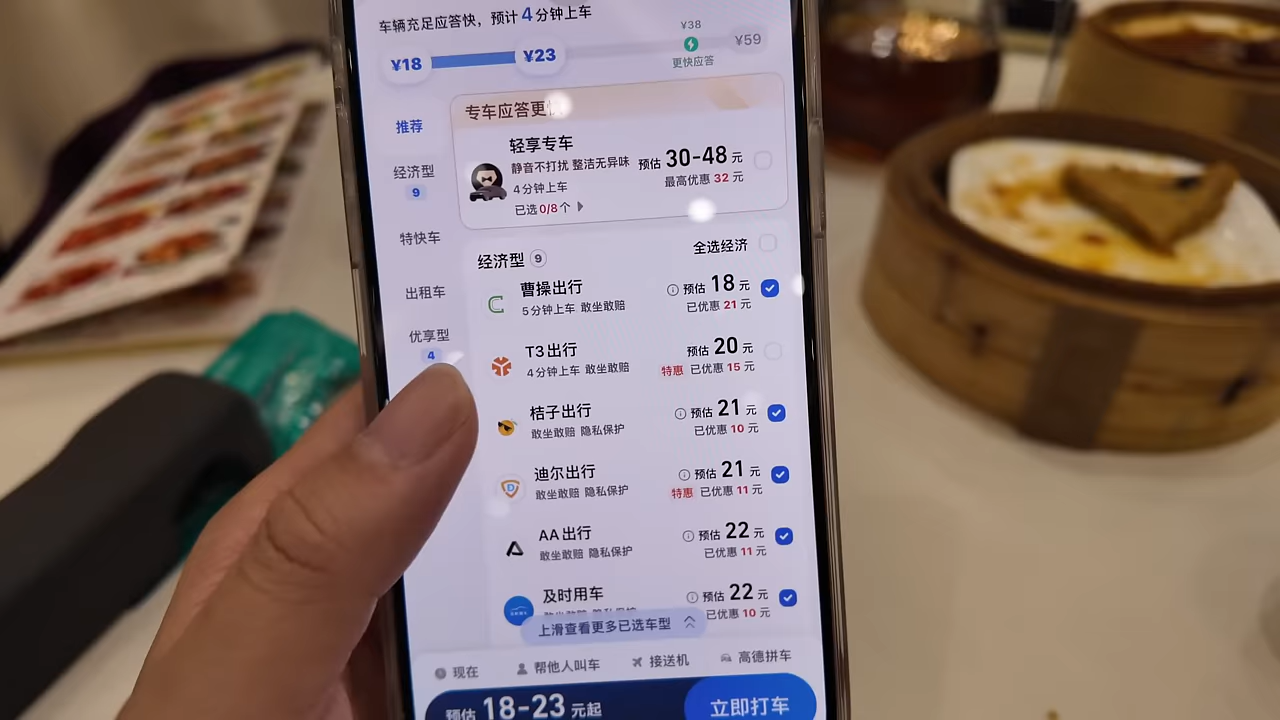 车辆充足应答快，预计4分钟上车
¥18
¥23
¥38
更快应答
¥59
推荐
经济型
9
特快车
出租车
优享型
4
专车应答更
轻享专车
静音不打扰 整洁无异味
4分钟上车
已选0/8个
预估 30-48 元
最高优惠 32 元
经济型 9
全选经济
曹操出行
5分钟上车 敢坐敢赔
预估 18 元
已优惠 21 元
T3出行
4分钟上车 敢坐敢赔
预估 20 元
特惠 已优惠 15 元
桔子出行
敢坐敢赔 隐私保护
预估 21 元
已优惠 10 元
迪尔出行
敢坐敢赔 隐私保护
预估 21 元
特惠 已优惠 11 元
AA出行
敢坐敢赔 隐私保护
预估 22 元
已优惠 11 元
及时用车
预估 22 元
已优惠 10 元
上滑查看更多已选车型
现在
帮他人叫车
接送机
高德拼车
预估 18-23 元起
立即打车